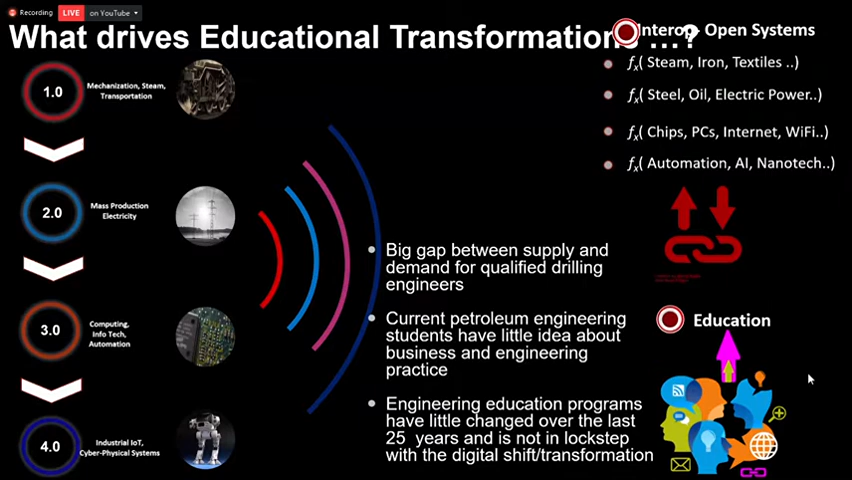 Recording
LIVE on YouTube
What drives Educational Transformations …?
Interop Open Systems
fx( Steam, Iron, Textiles ..)
fx( Steel, Oil, Electric Power..)
fx( Chips, PCs, Internet, WiFi..)
fx( Automation, AI, Nanotech..)
1.0
Mechanization, Steam,
Transportation
2.0
Mass Production
Electricity
3.0
Computing,
Info Tech,
Automation
4.0
Industrial IoT,
Cyber-Physical Systems
Big gap between supply and
demand for qualified drilling
engineers
Current petroleum engineering
students have little idea about
business and engineering
practice
Engineering education programs
have little changed over the last
25 years and is not in lockstep
with the digital shift/transformation
Education